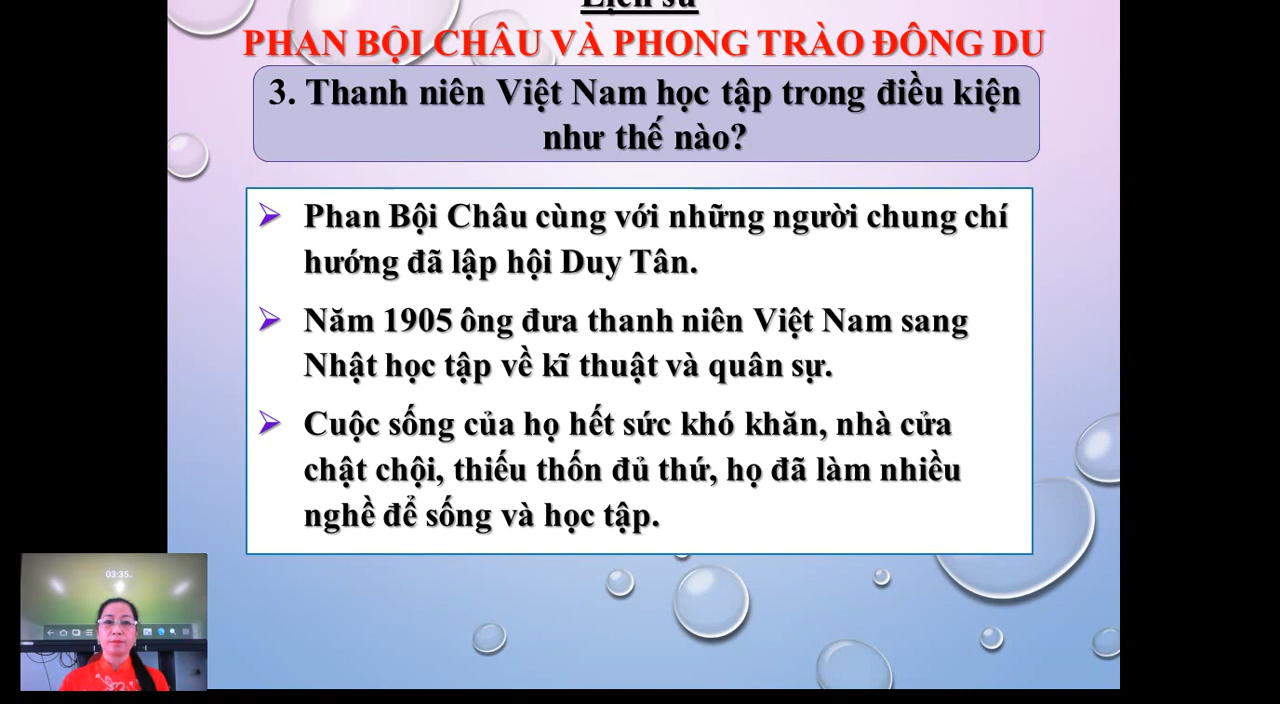 Lịch sử
PHAN BỘI CHÂU VÀ PHONG TRÀO ĐÔNG DU
3. Thanh niên Việt Nam học tập trong điều kiện
như thế nào?
Phan Bội Châu cùng với những người chung chí
hướng đã lập hội Duy Tân.
Năm 1905 ông đưa thanh niên Việt Nam sang
Nhật học tập về kĩ thuật và quân sự.
Cuộc sống của họ hết sức khó khăn, nhà cửa
chật chội, thiếu thốn đủ thứ, họ đã làm nhiều
nghề để sống và học tập.
03:35